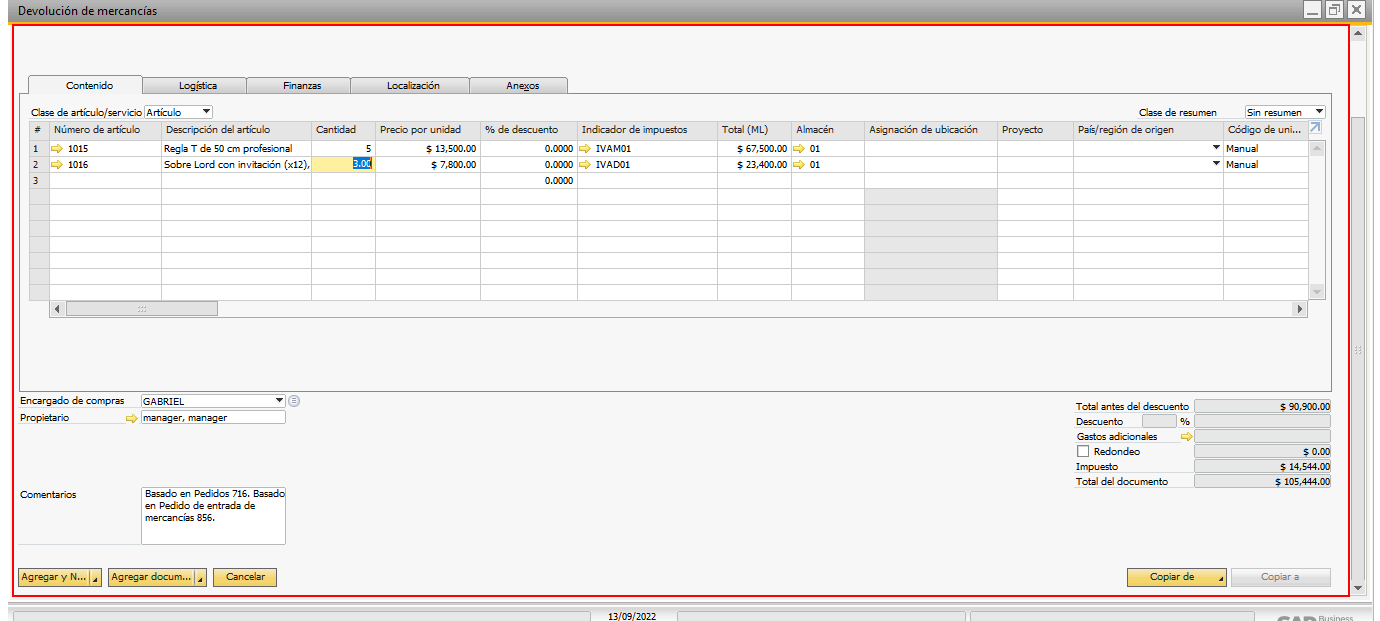 Devolución de mercancías
Contenido Logística Finanzas Localización Anexos
Clase de artículo/servicio Artículo Clase de resumen Sin resumen
# Número de artículo Descripción del artículo Cantidad Precio por unidad % de descuento Indicador de impuestos Total (ML) Almacén Asignación de ubicación Proyecto País/región de origen Código de uni...
1 1015 Regla T de 50 cm profesional 5 $ 13,500.00 0.0000 IVAM01 $ 67,500.00 01 Manual
2 1016 Sobre Lord con invitación (x12), 3.00 $ 7,800.00 0.0000 IVAD01 $ 23,400.00 01 Manual
3 0.0000
Encargado de compras GABRIEL
Propietario manager, manager
Total antes del descuento $ 90,900.00
Descuento %
Gastos adicionales
Redondeo $ 0.00
Impuesto $ 14,544.00
Total del documento $ 105,444.00
Comentarios Basado en Pedidos 716. Basado
en Pedido de entrada de
mercancías 856.
Agregar y N... Agregar docum... Cancelar Copiar de Copiar a
13/09/2022
SAP Business